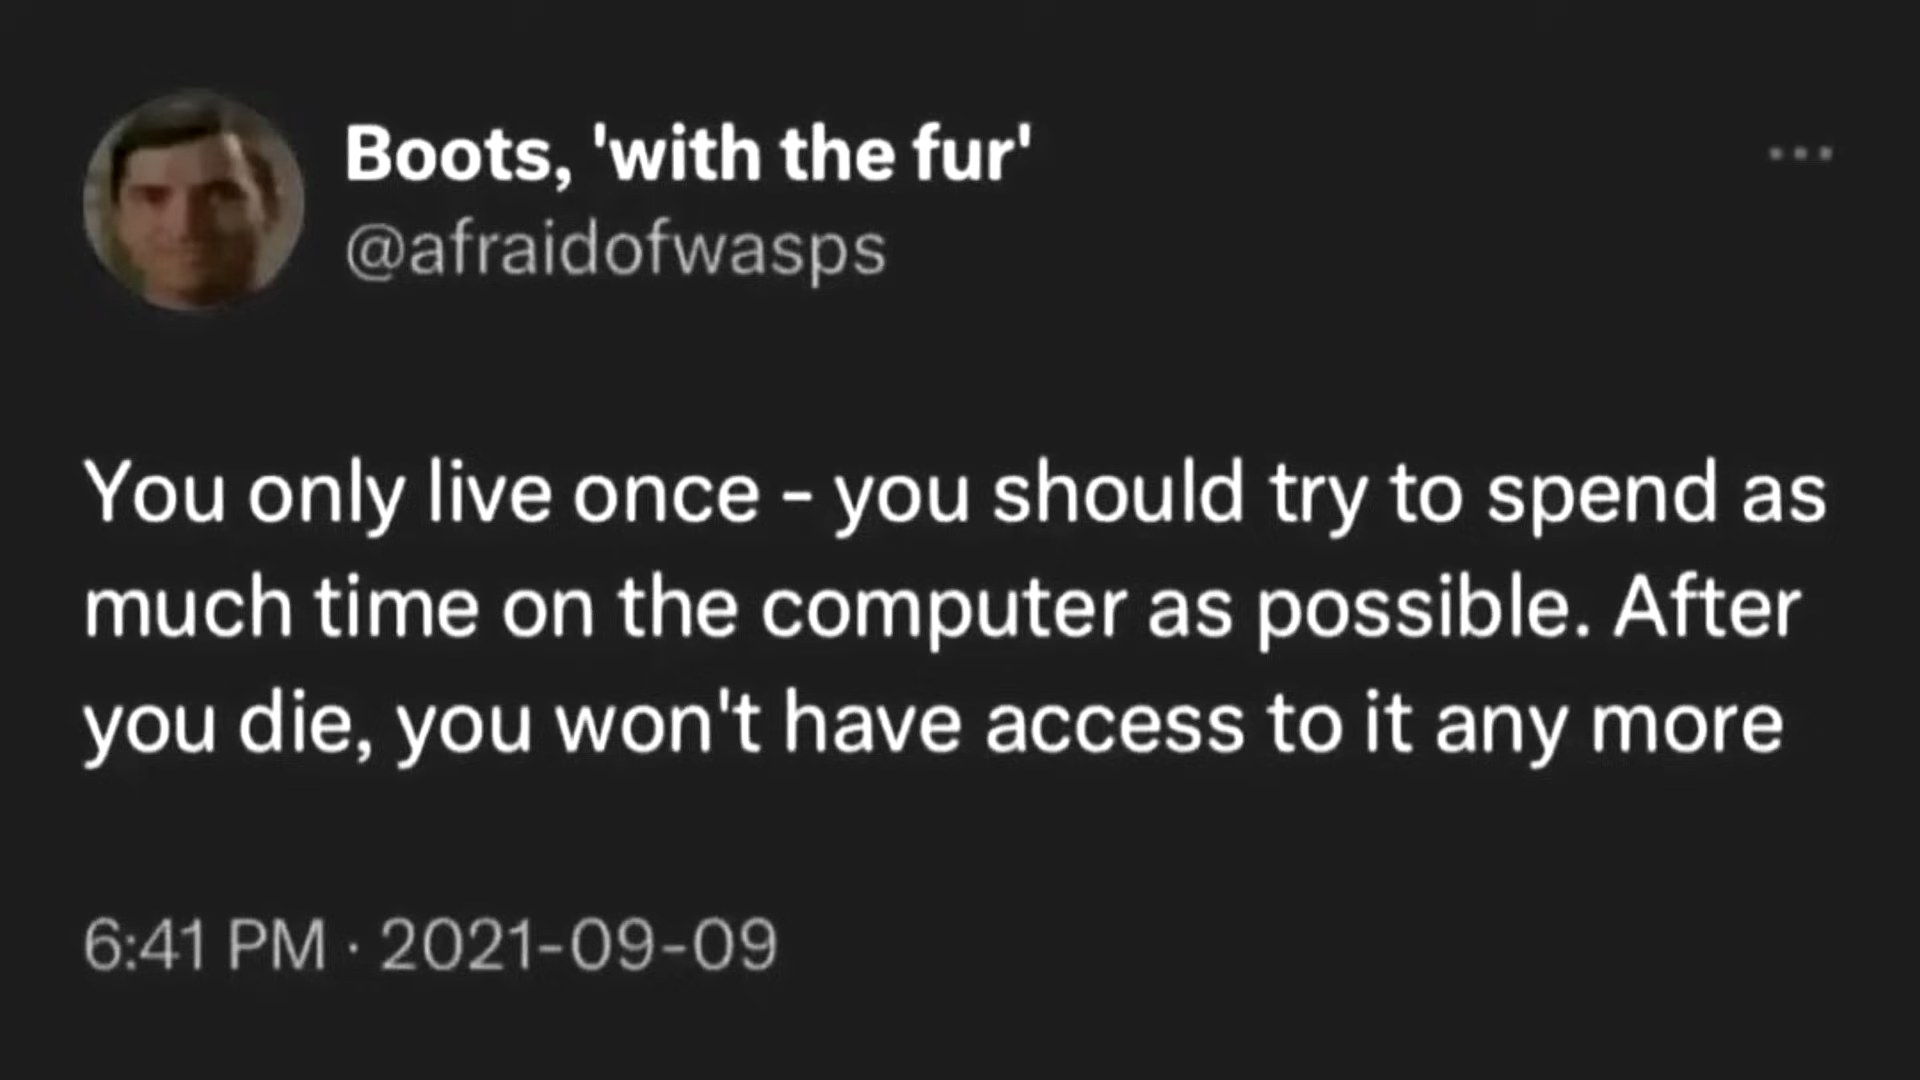 Boots, 'with the fur'
@afraidofwasps
You only live once - you should try to spend as
much time on the computer as possible. After
you die, you won't have access to it any more
6:41 PM · 2021-09-09